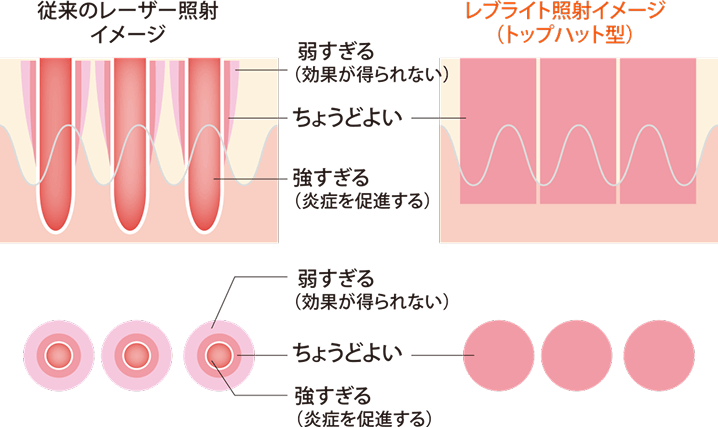 従来のレーザー照射
イメージ
レブライト照射イメージ
(トップハット型)
弱すぎる
(効果が得られない)
ちょうどよい
強すぎる
(炎症を促進する)
弱すぎる
(効果が得られない)
ちょうどよい
強すぎる
(炎症を促進する)